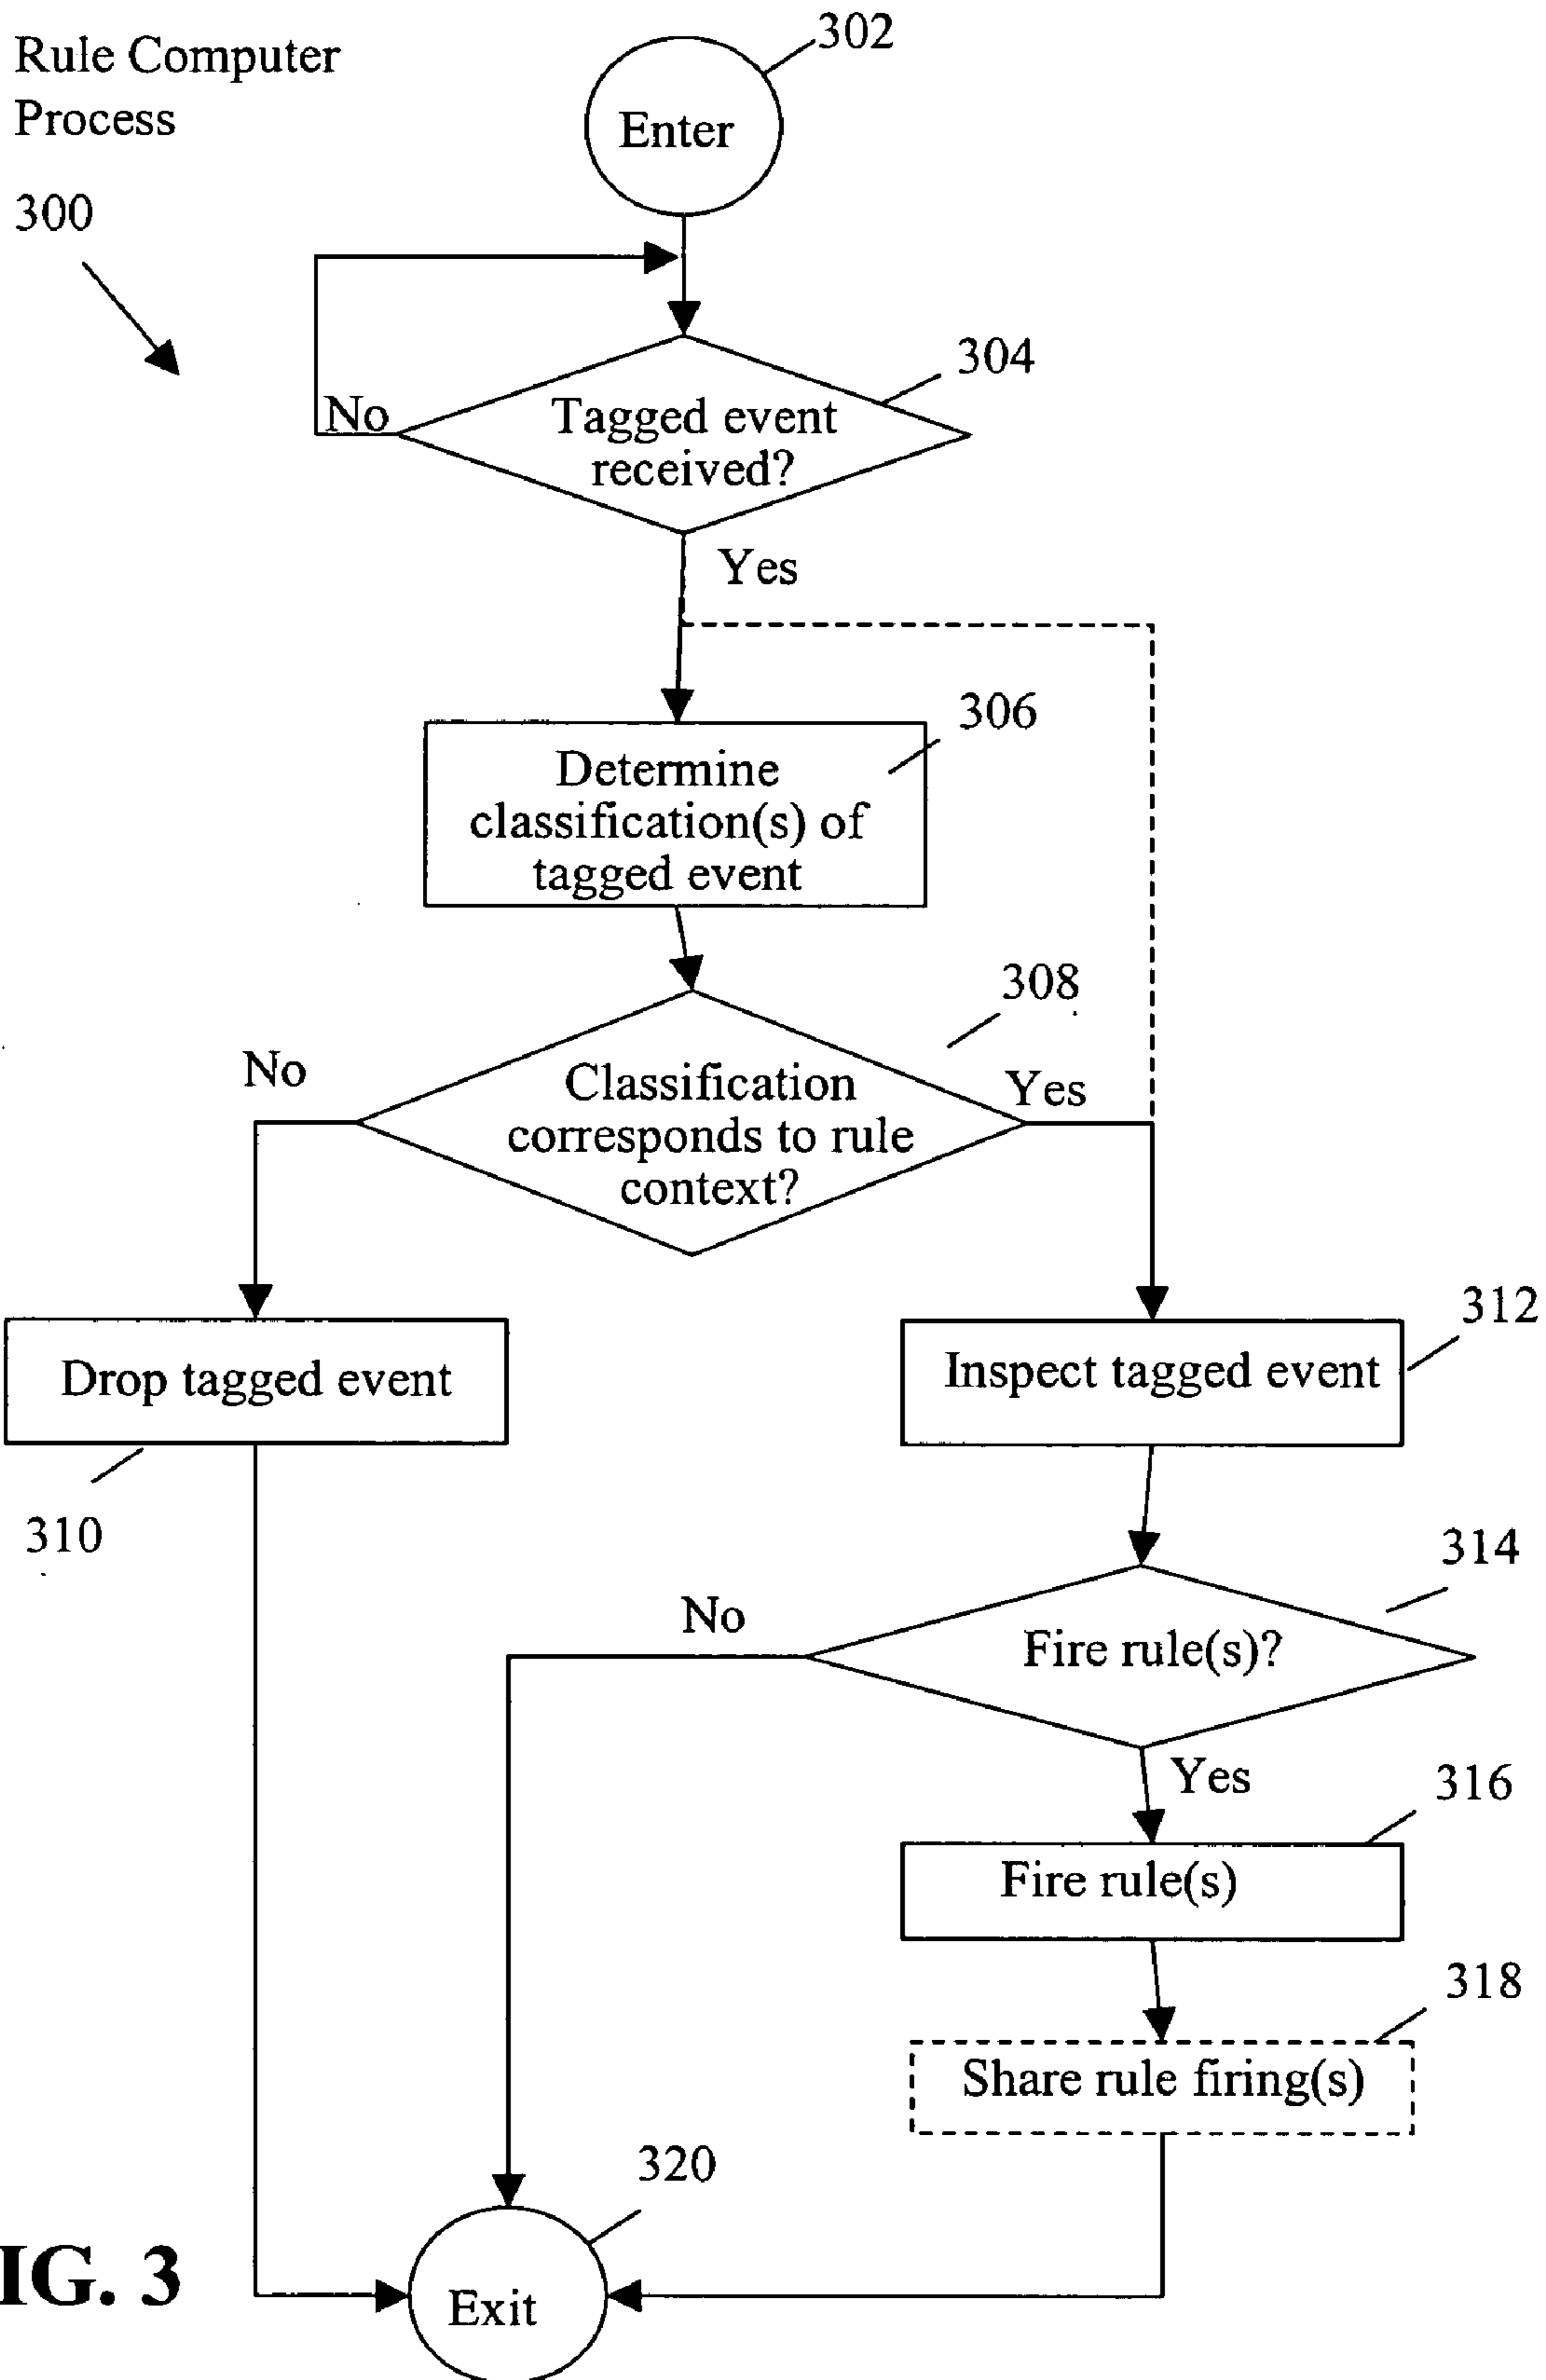 Rule Computer
Process
300
302
Enter
304
No
Tagged event
received?
Yes
306
Determine
classification(s) of
tagged event
308
No
Yes
Classification
corresponds to rule
context?
Drop tagged event
310
Inspect tagged event
312
314
No
Fire rule(s)?
Yes
316
Fire rule(s)
318
Share rule firing(s)
320
Exit
IG. 3